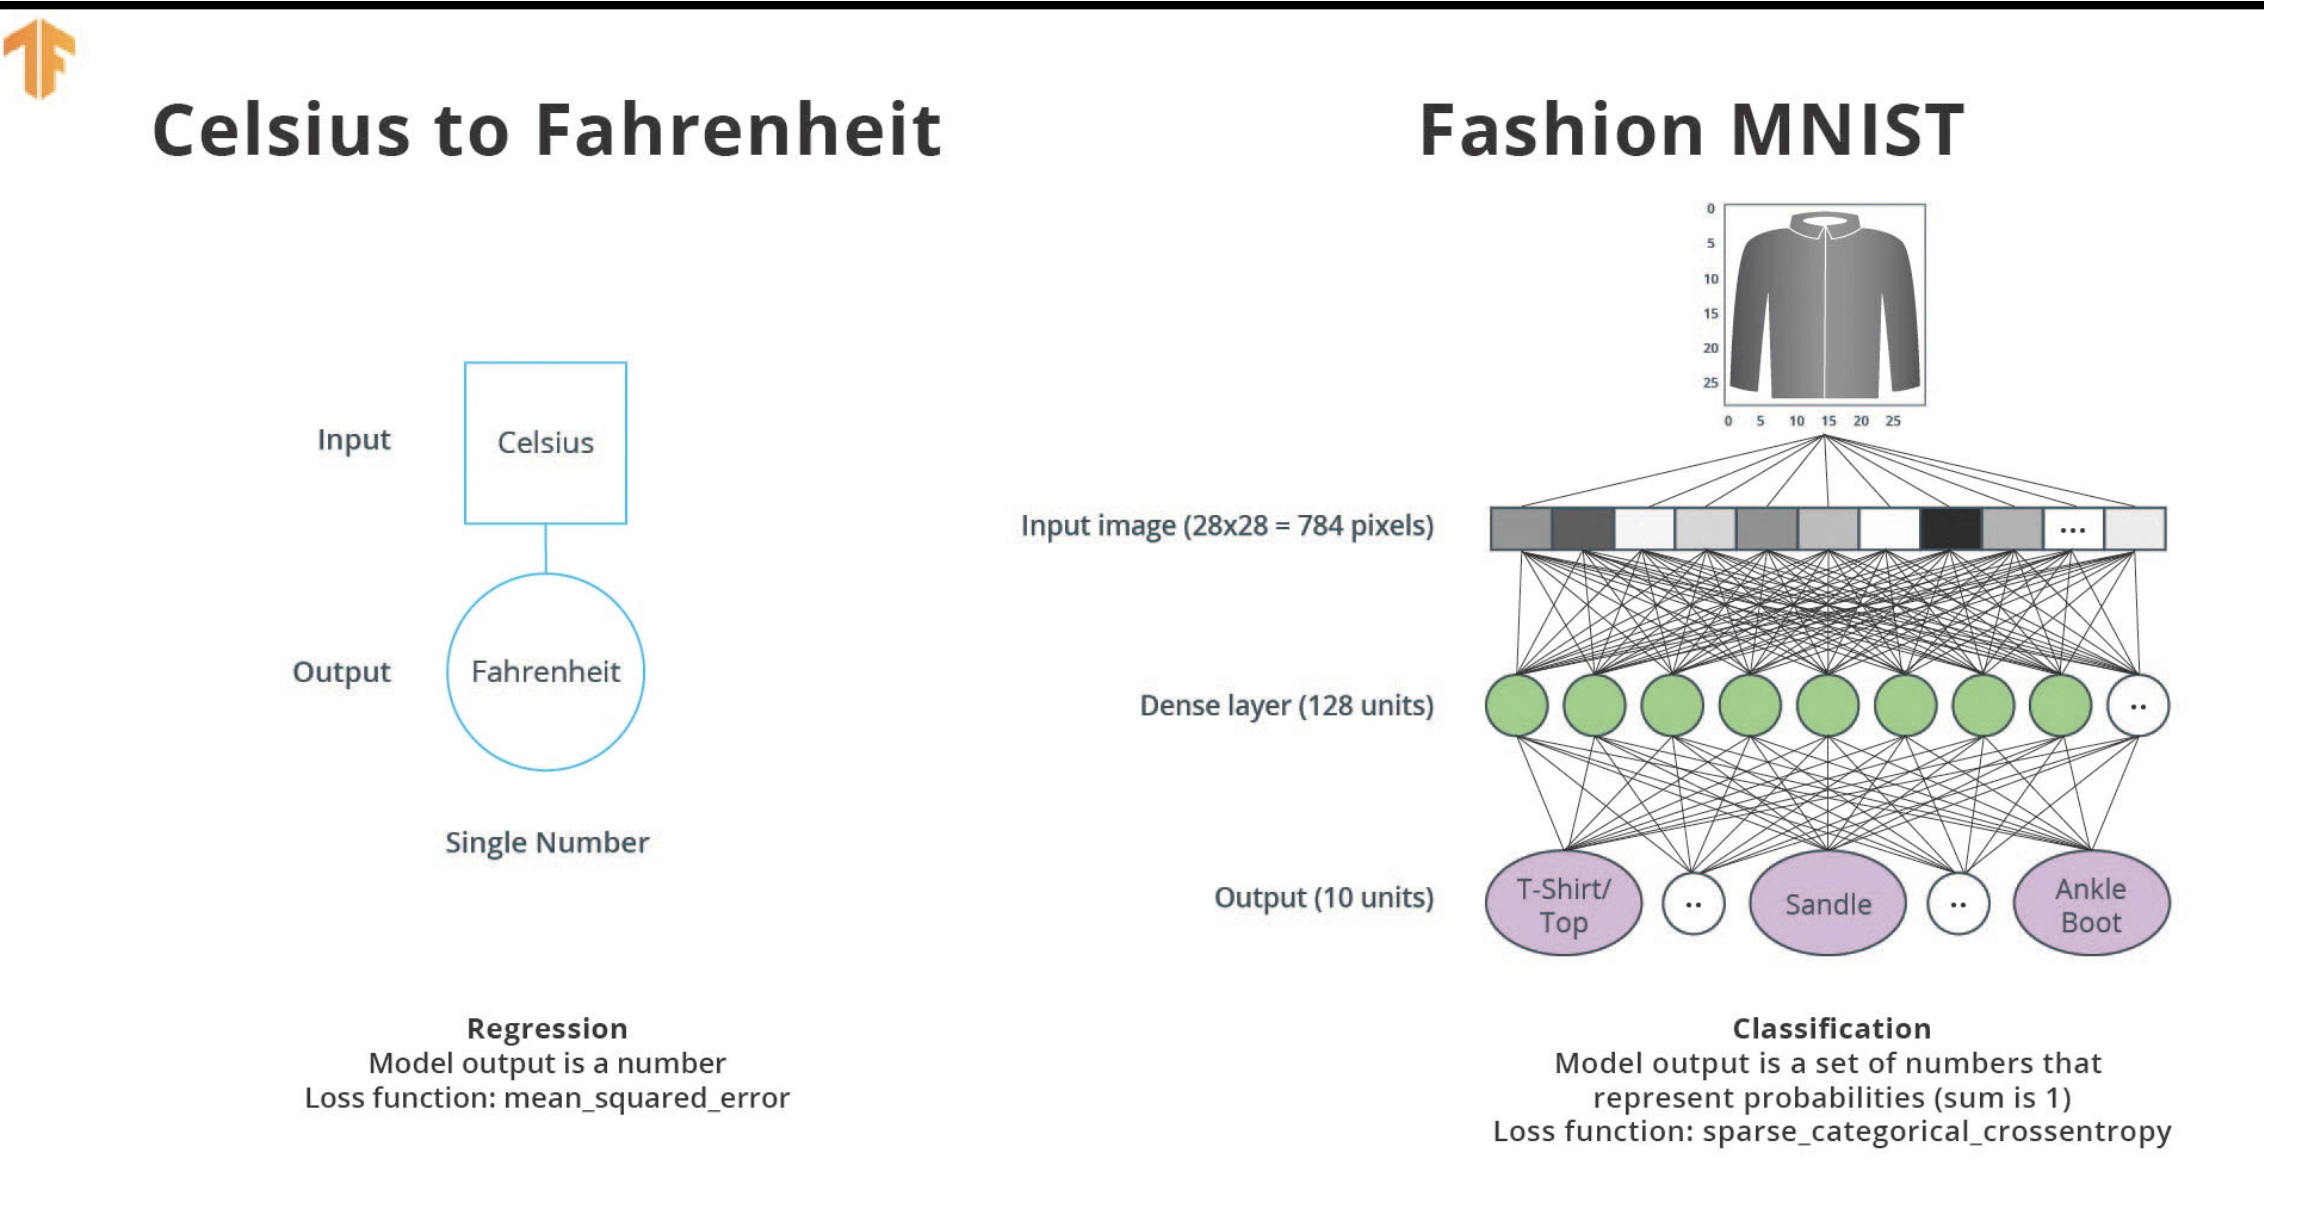 Celsius to Fahrenheit
Input
Celsius
Output
Fahrenheit
Single Number
Regression
Model output is a number
Loss function: mean_squared_error
Fashion MNIST
0
5
10
15
20
25
0 5 10 15 20 25
Input image (28x28 = 784 pixels)
...
Dense layer (128 units)
..
Output (10 units)
T-Shirt/
Top
..
Sandle
..
Ankle
Boot
Classification
Model output is a set of numbers that
represent probabilities (sum is 1)
Loss function: sparse_categorical_crossentropy